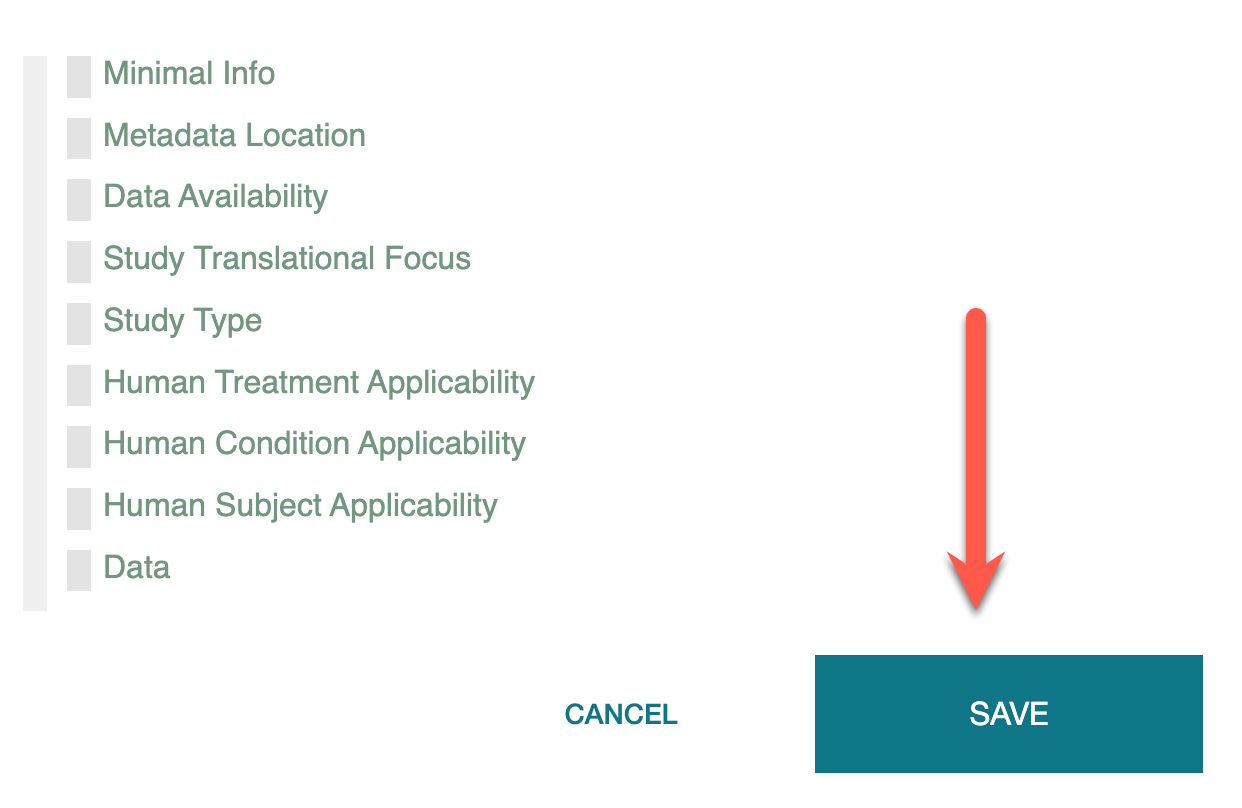 Minimal Info
Metadata Location
Data Availability
Study Translational Focus
Study Type
Human Treatment Applicability
Human Condition Applicability
Human Subject Applicability
Data
CANCEL
SAVE